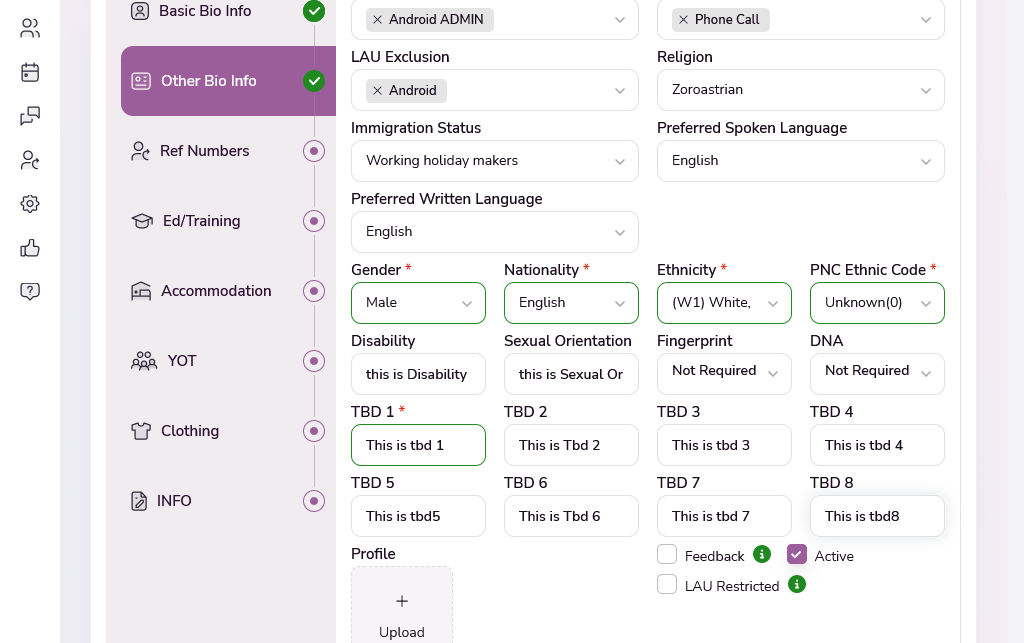 Basic Bio Info
Other Bio Info
Ref Numbers
Ed/Training
Accommodation
YOT
Clothing
INFO
Android ADMIN
Phone Call
LAU Exclusion
Religion
Android
Zoroastrian
Immigration Status
Preferred Spoken Language
Working holiday makers
English
Preferred Written Language
English
Gender *
Nationality *
Ethnicity *
PNC Ethnic Code *
Male
English
(W1) White,
Unknown(0)
Disability
Sexual Orientation
Fingerprint
DNA
this is Disability
this is Sexual Or
Not Required
Not Required
TBD 1 *
TBD 2
TBD 3
TBD 4
This is tbd 1
This is Tbd 2
This is tbd 3
This is tbd 4
TBD 5
TBD 6
TBD 7
TBD 8
This is tbd5
This is Tbd 6
This is tbd 7
This is tbd8
Profile
Feedback
Active
LAU Restricted
Upload